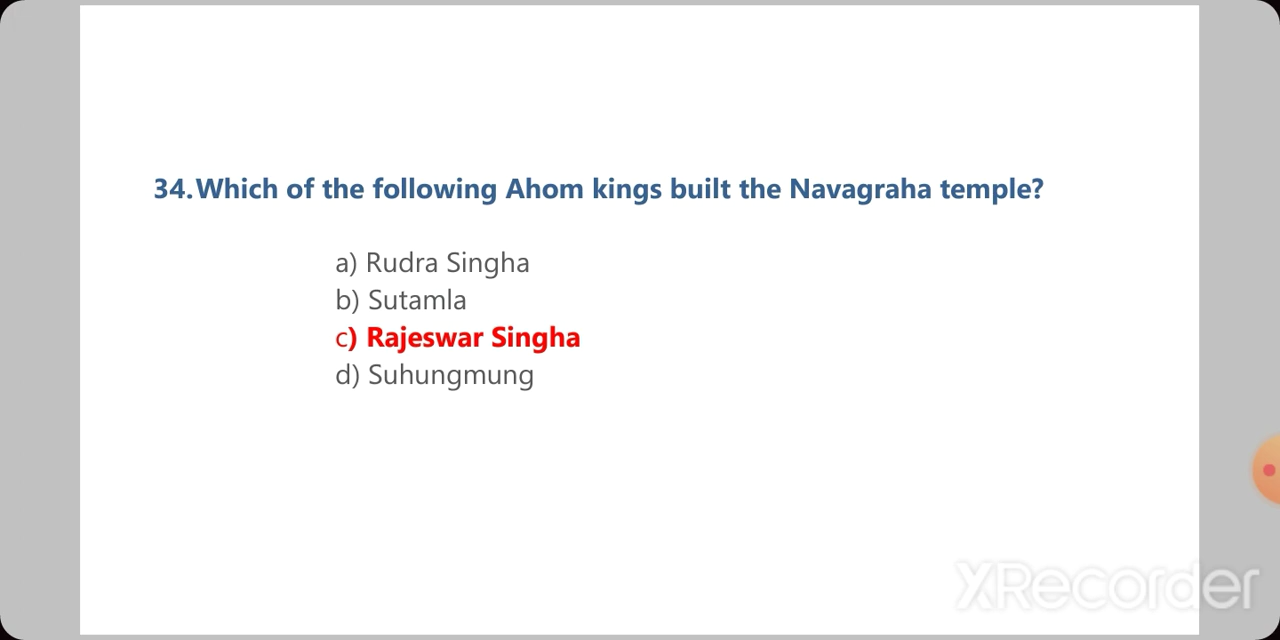 34.Which of the following Ahom kings built the Navagraha temple?
a) Rudra Singha
b) Sutamla
c) Rajeswar Singha
d) Suhungmung
XRecorder